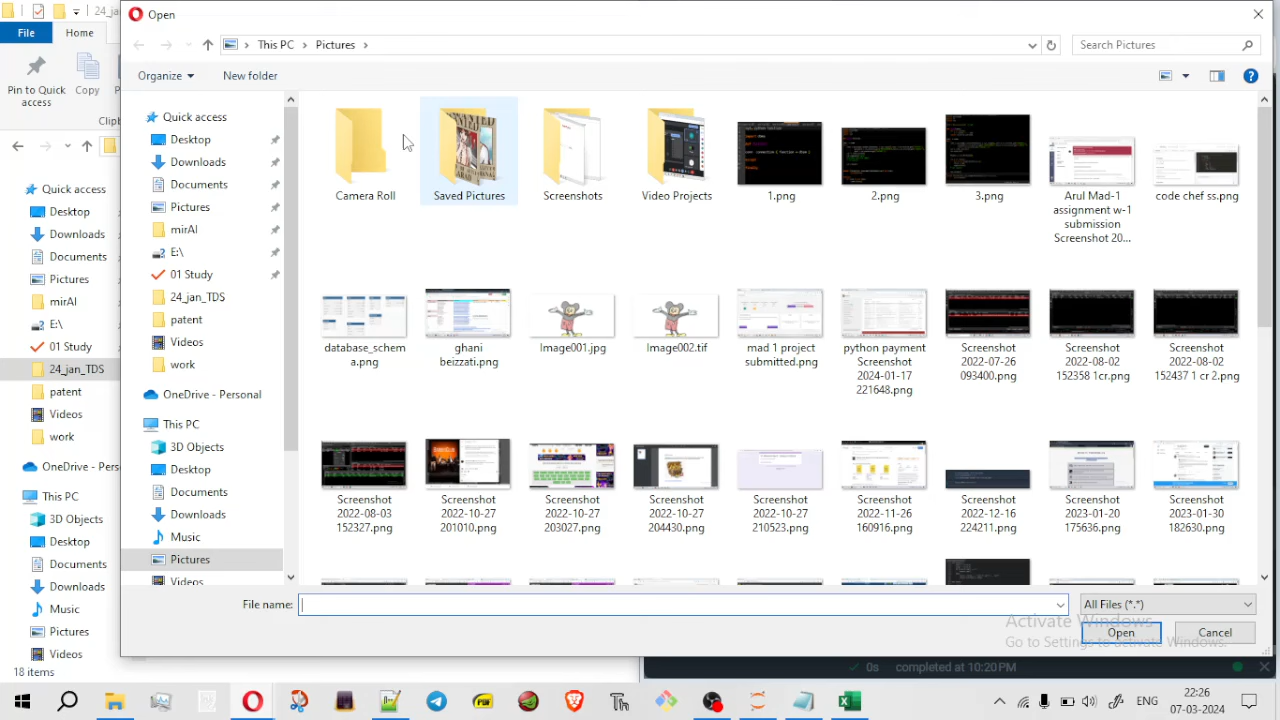 24_ja
Open
File
Home
This PC
Pictures
Search Pictures
Pin to Quick
access
Copy
Organize
New folder
Clipb
Quick access
Desktop
Downloads
Documents
Pictures
mirAI
E:\
01 Study
24_jan_TDS
patent
Videos
work
OneDrive - Pers
This PC
3D Objects
Desktop
Documents
Downloads
Music
Pictures
Videos
18 items
Quick access
Desktop
Downloads
Documents
Pictures
mirAI
E:\
01 Study
24_jan_TDS
patent
Videos
work
OneDrive - Personal
This PC
3D Objects
Desktop
Documents
Downloads
Music
Pictures
Videos
Camera Roll
Saved Pictures
Screenshots
Video Projects
1.png
2.png
3.png
Arul Mad-1
assignment w-1
submission
Screenshot 20...
code chef ss.png
database_schem
a.png
ghani
beizzati.png
Image001.jpg
Image002.tif
mad 1 project
submitted.png
python payment
Screenshot
2024-01-17
221648.png
Screenshot
2022-07-26
093400.png
Screenshot
2022-08-02
152358 1cr.png
Screenshot
2022-08-02
152437 1 cr 2.png
Screenshot
2022-08-03
152327.png
Screenshot
2022-10-27
201010.png
Screenshot
2022-10-27
203027.png
Screenshot
2022-10-27
204430.png
Screenshot
2022-10-27
210523.png
Screenshot
2022-11-26
160916.png
Screenshot
2022-12-16
224211.png
Screenshot
2023-01-20
175636.png
Screenshot
2023-01-30
182630.png
File name:
All Files (*.*)
Open
Cancel
Activate Windows
Go to Settings to activate Windows.
0s completed at 10:20 PM
ENG
22:26
07-03-2024